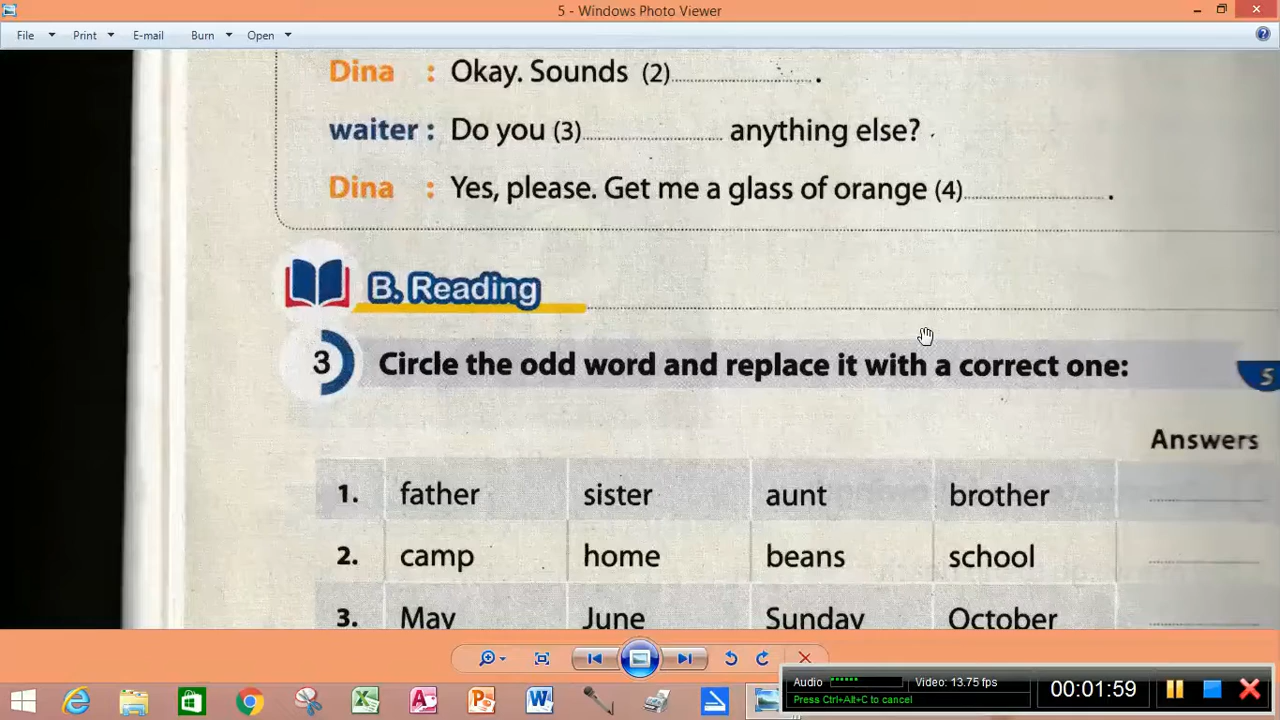 5 - Windows Photo Viewer
File Print E-mail Burn Open
Dina : Okay. Sounds (2)............................ .
waiter : Do you (3)............................ anything else?
Dina : Yes, please. Get me a glass of orange (4)............................ .
B. Reading
3 Circle the odd word and replace it with a correct one:
5
Answers
1. father sister aunt brother ......................
2. camp home beans school ......................
3. May June Sunday October ......................
Audio Video: 13.75 fps
Press Ctrl+Alt+C to cancel
00:01:59